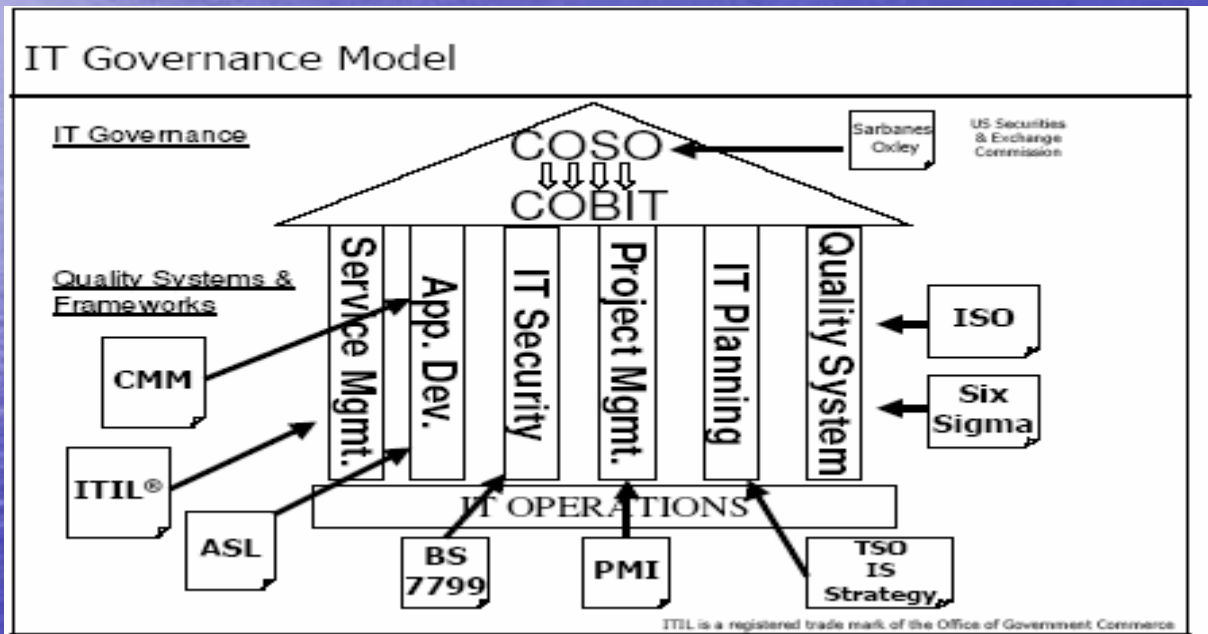 IT Governance Model
IT Governance
COSO
COBIT
Sarbanes
Oxley
US Securities
& Exchange
Commission
Quality Systems &
Frameworks
Service Mgmt.
App. Dev.
IT Security
Project Mgmt.
IT Planning
Quality System
CMM
ITIL®
ASL
BS
7799
PMI
TSO
IS
Strategy
ISO
Six
Sigma
IT OPERATIONS
ITIL is a registered trade mark of the Office of Government Commerce